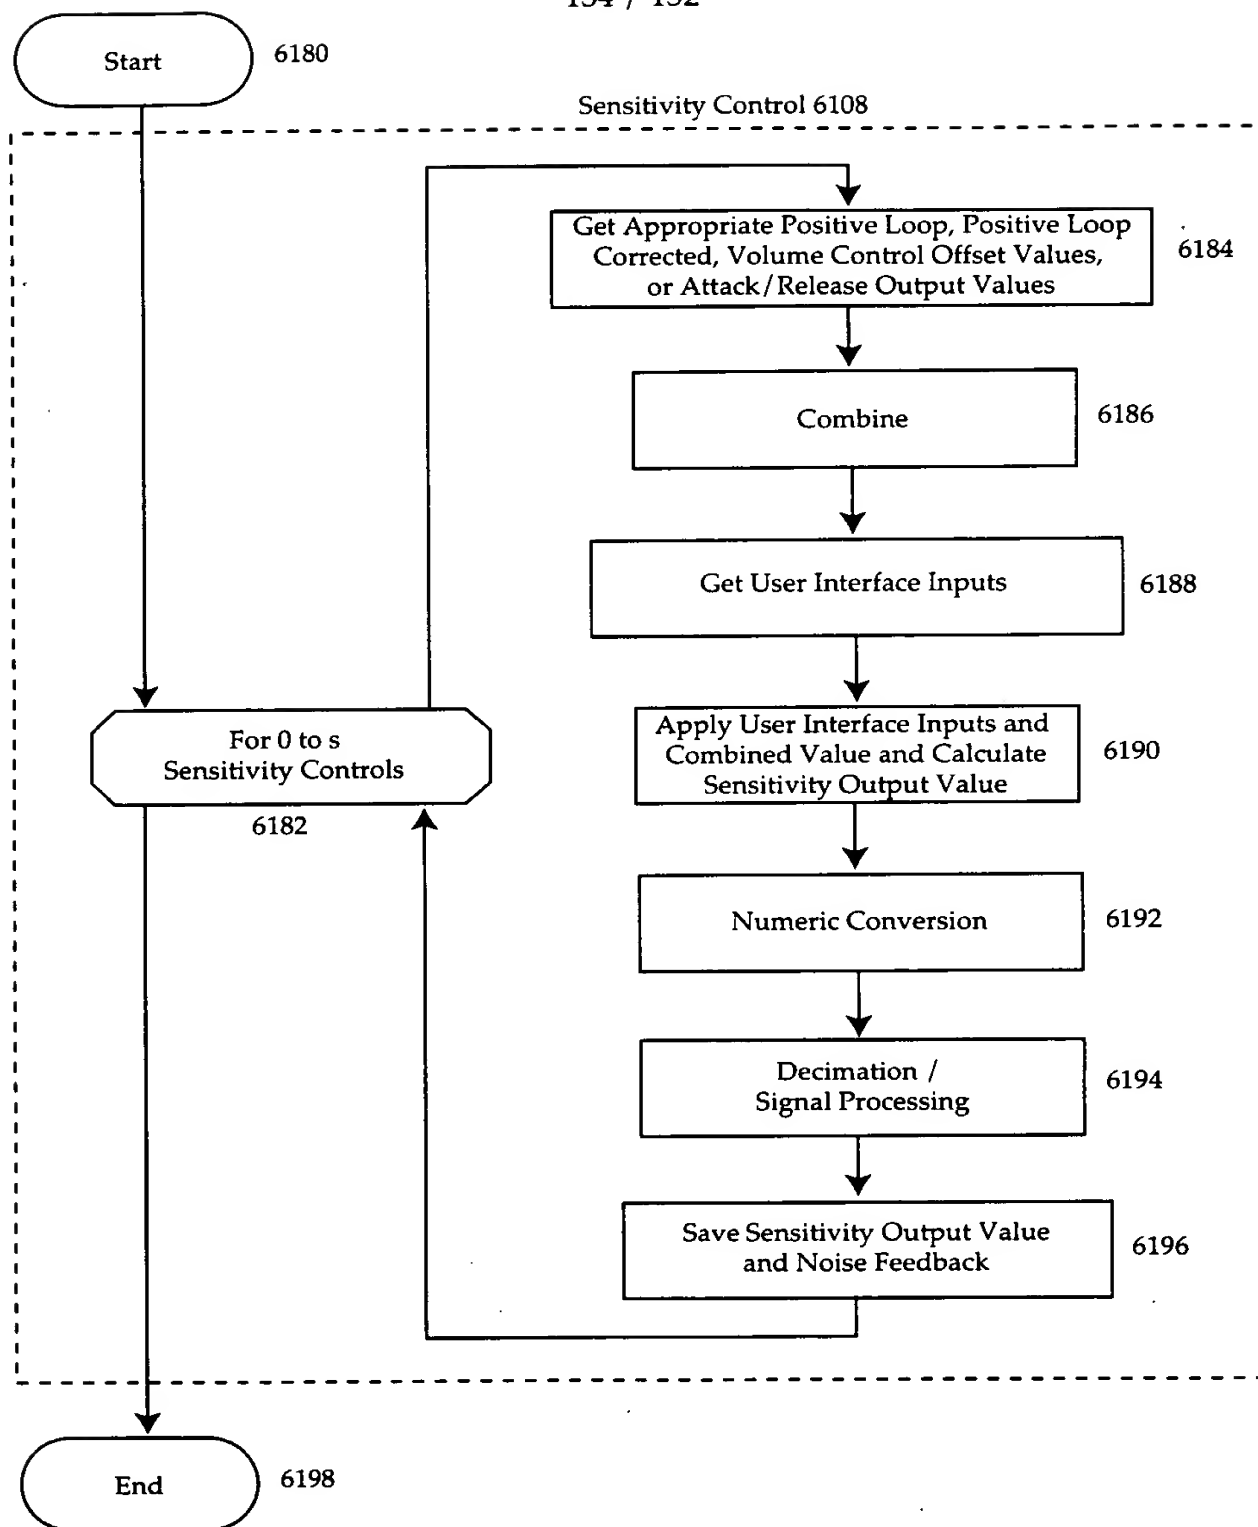 Start
6180
Sensitivity Control 6108
Get Appropriate Positive Loop, Positive Loop
Corrected, Volume Control Offset Values,
or Attack/Release Output Values
6184
Combine
6186
Get User Interface Inputs
6188
For 0 to s
Sensitivity Controls
6182
Apply User Interface Inputs and
Combined Value and Calculate
Sensitivity Output Value
6190
Numeric Conversion
6192
Decimation /
Signal Processing
6194
Save Sensitivity Output Value
and Noise Feedback
6196
End
6198